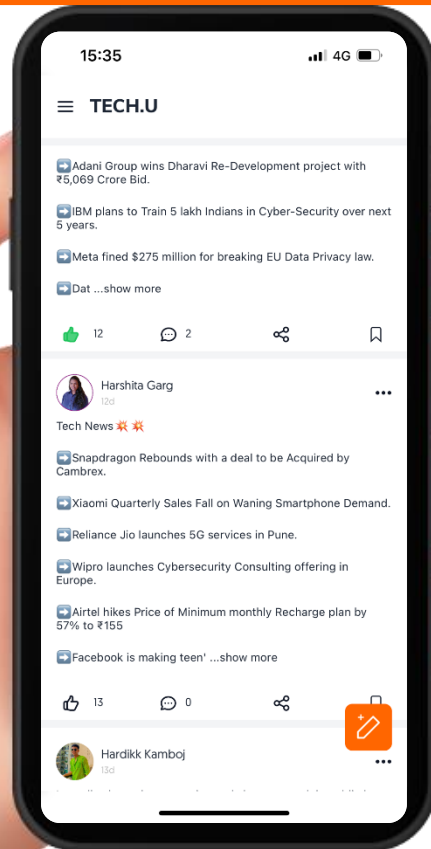 15:35
4G
TECH.U
➡️Adani Group wins Dharavi Re-Development project with
₹5,069 Crore Bid.
➡️IBM plans to Train 5 lakh Indians in Cyber-Security over next
5 years.
➡️Meta fined $275 million for breaking EU Data Privacy law.
➡️Dat ...show more
12
2
Harshita Garg
12d
Tech News💥 💥
➡️Snapdragon Rebounds with a deal to be Acquired by
Cambrex.
➡️Xiaomi Quarterly Sales Fall on Waning Smartphone Demand.
➡️Reliance Jio launches 5G services in Pune.
➡️Wipro launches Cybersecurity Consulting offering in
Europe.
➡️Airtel hikes Price of Minimum monthly Recharge plan by
57% to ₹155
➡️Facebook is making teen' ...show more
13
0
Hardikk Kamboj
13d